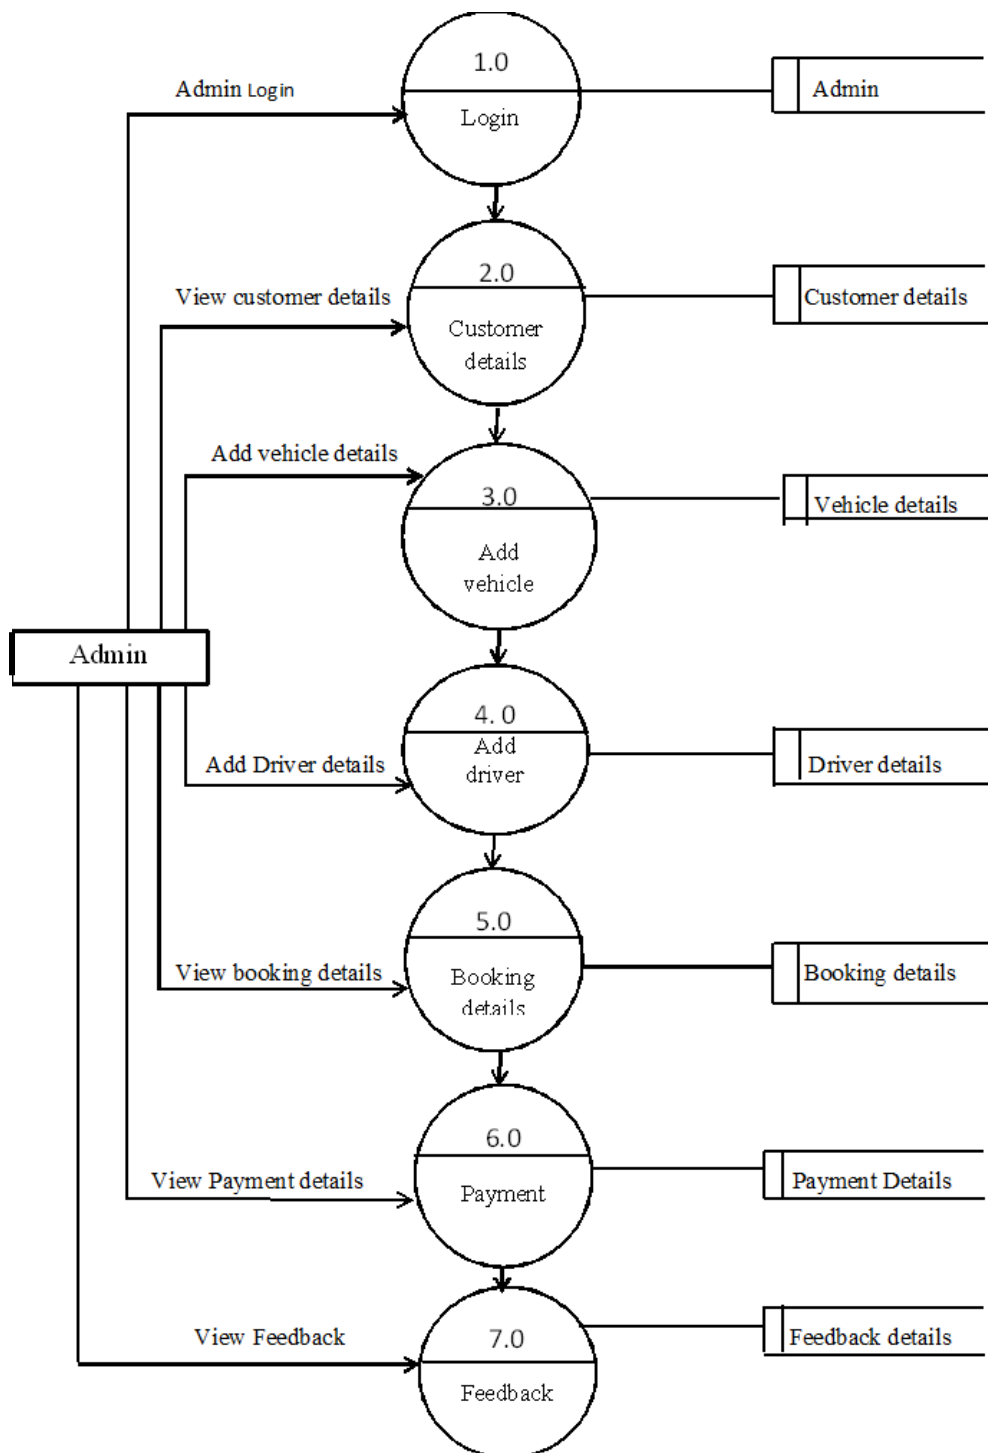 1.0
Admin Login
Login
Admin
2.0
View customer details
Customer
details
Customer details
Add vehicle details
3.0
Add
vehicle
Vehicle details
Admin
4. 0
Add
driver
Add Driver details
Driver details
5.0
View booking details
Booking
details
Booking details
6.0
View Payment details
Payment
Payment Details
7.0
View Feedback
Feedback
Feedback details